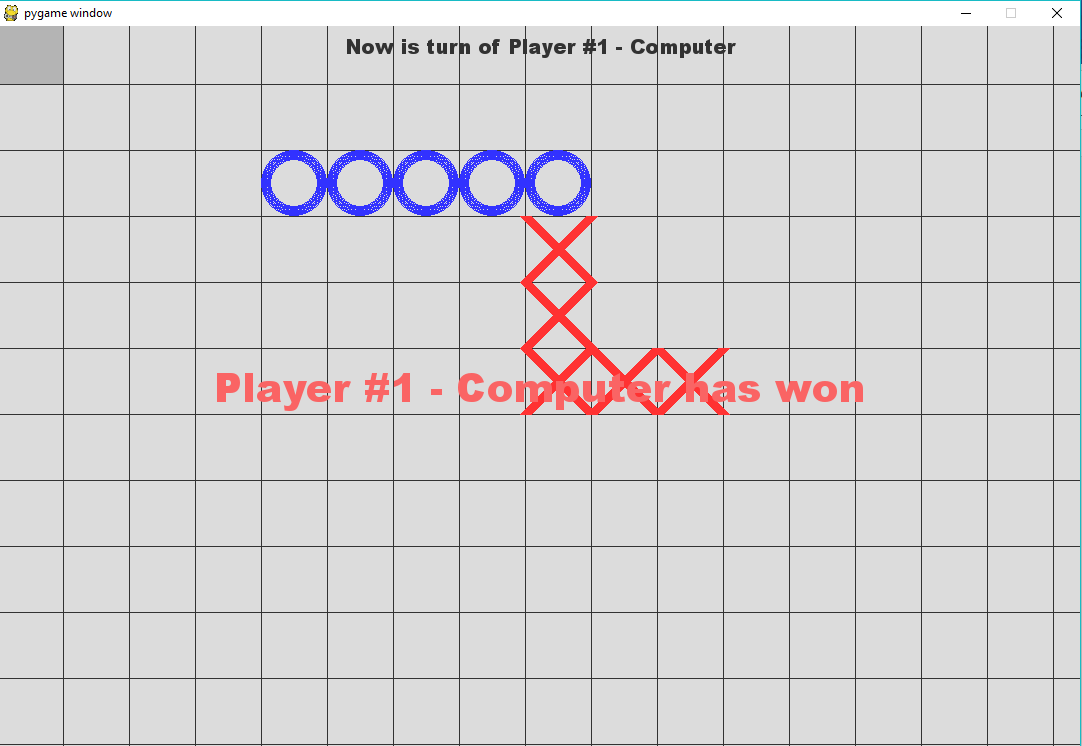 pygame window
Now is turn of Player #1 - Computer
Player #1 - Computer has won